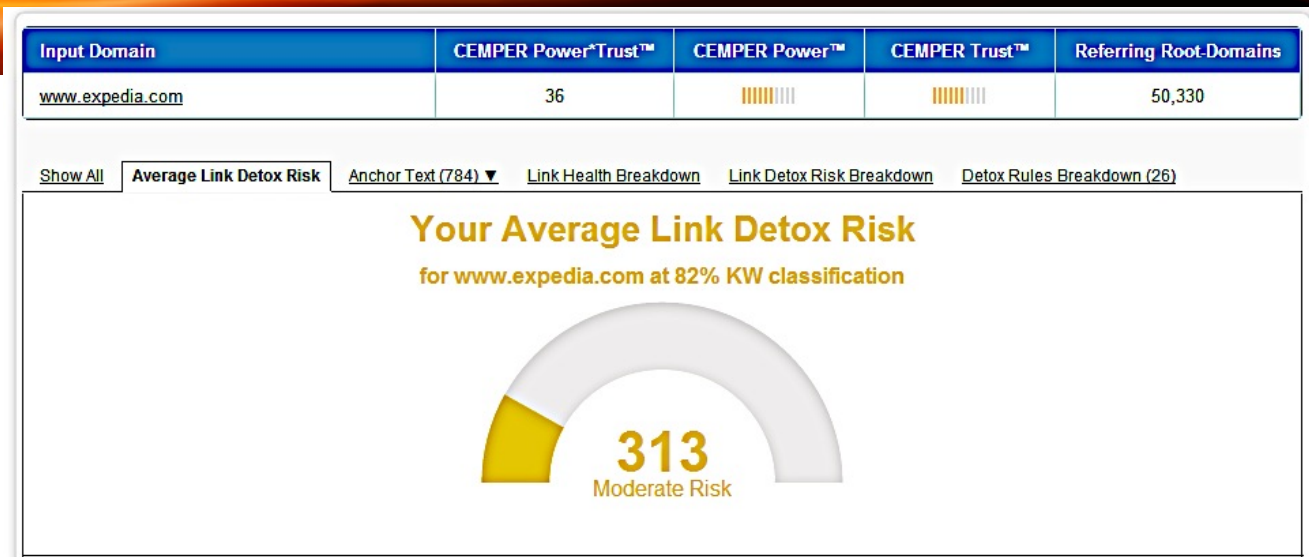 Input Domain CEMPER Power*Trust™ CEMPER Power™ CEMPER Trust™ Referring Root-Domains
www.expedia.com 36 50,330
Show All Average Link Detox Risk Anchor Text (784) ▼ Link Health Breakdown Link Detox Risk Breakdown Detox Rules Breakdown (26)
Your Average Link Detox Risk
for www.expedia.com at 82% KW classification
313
Moderate Risk